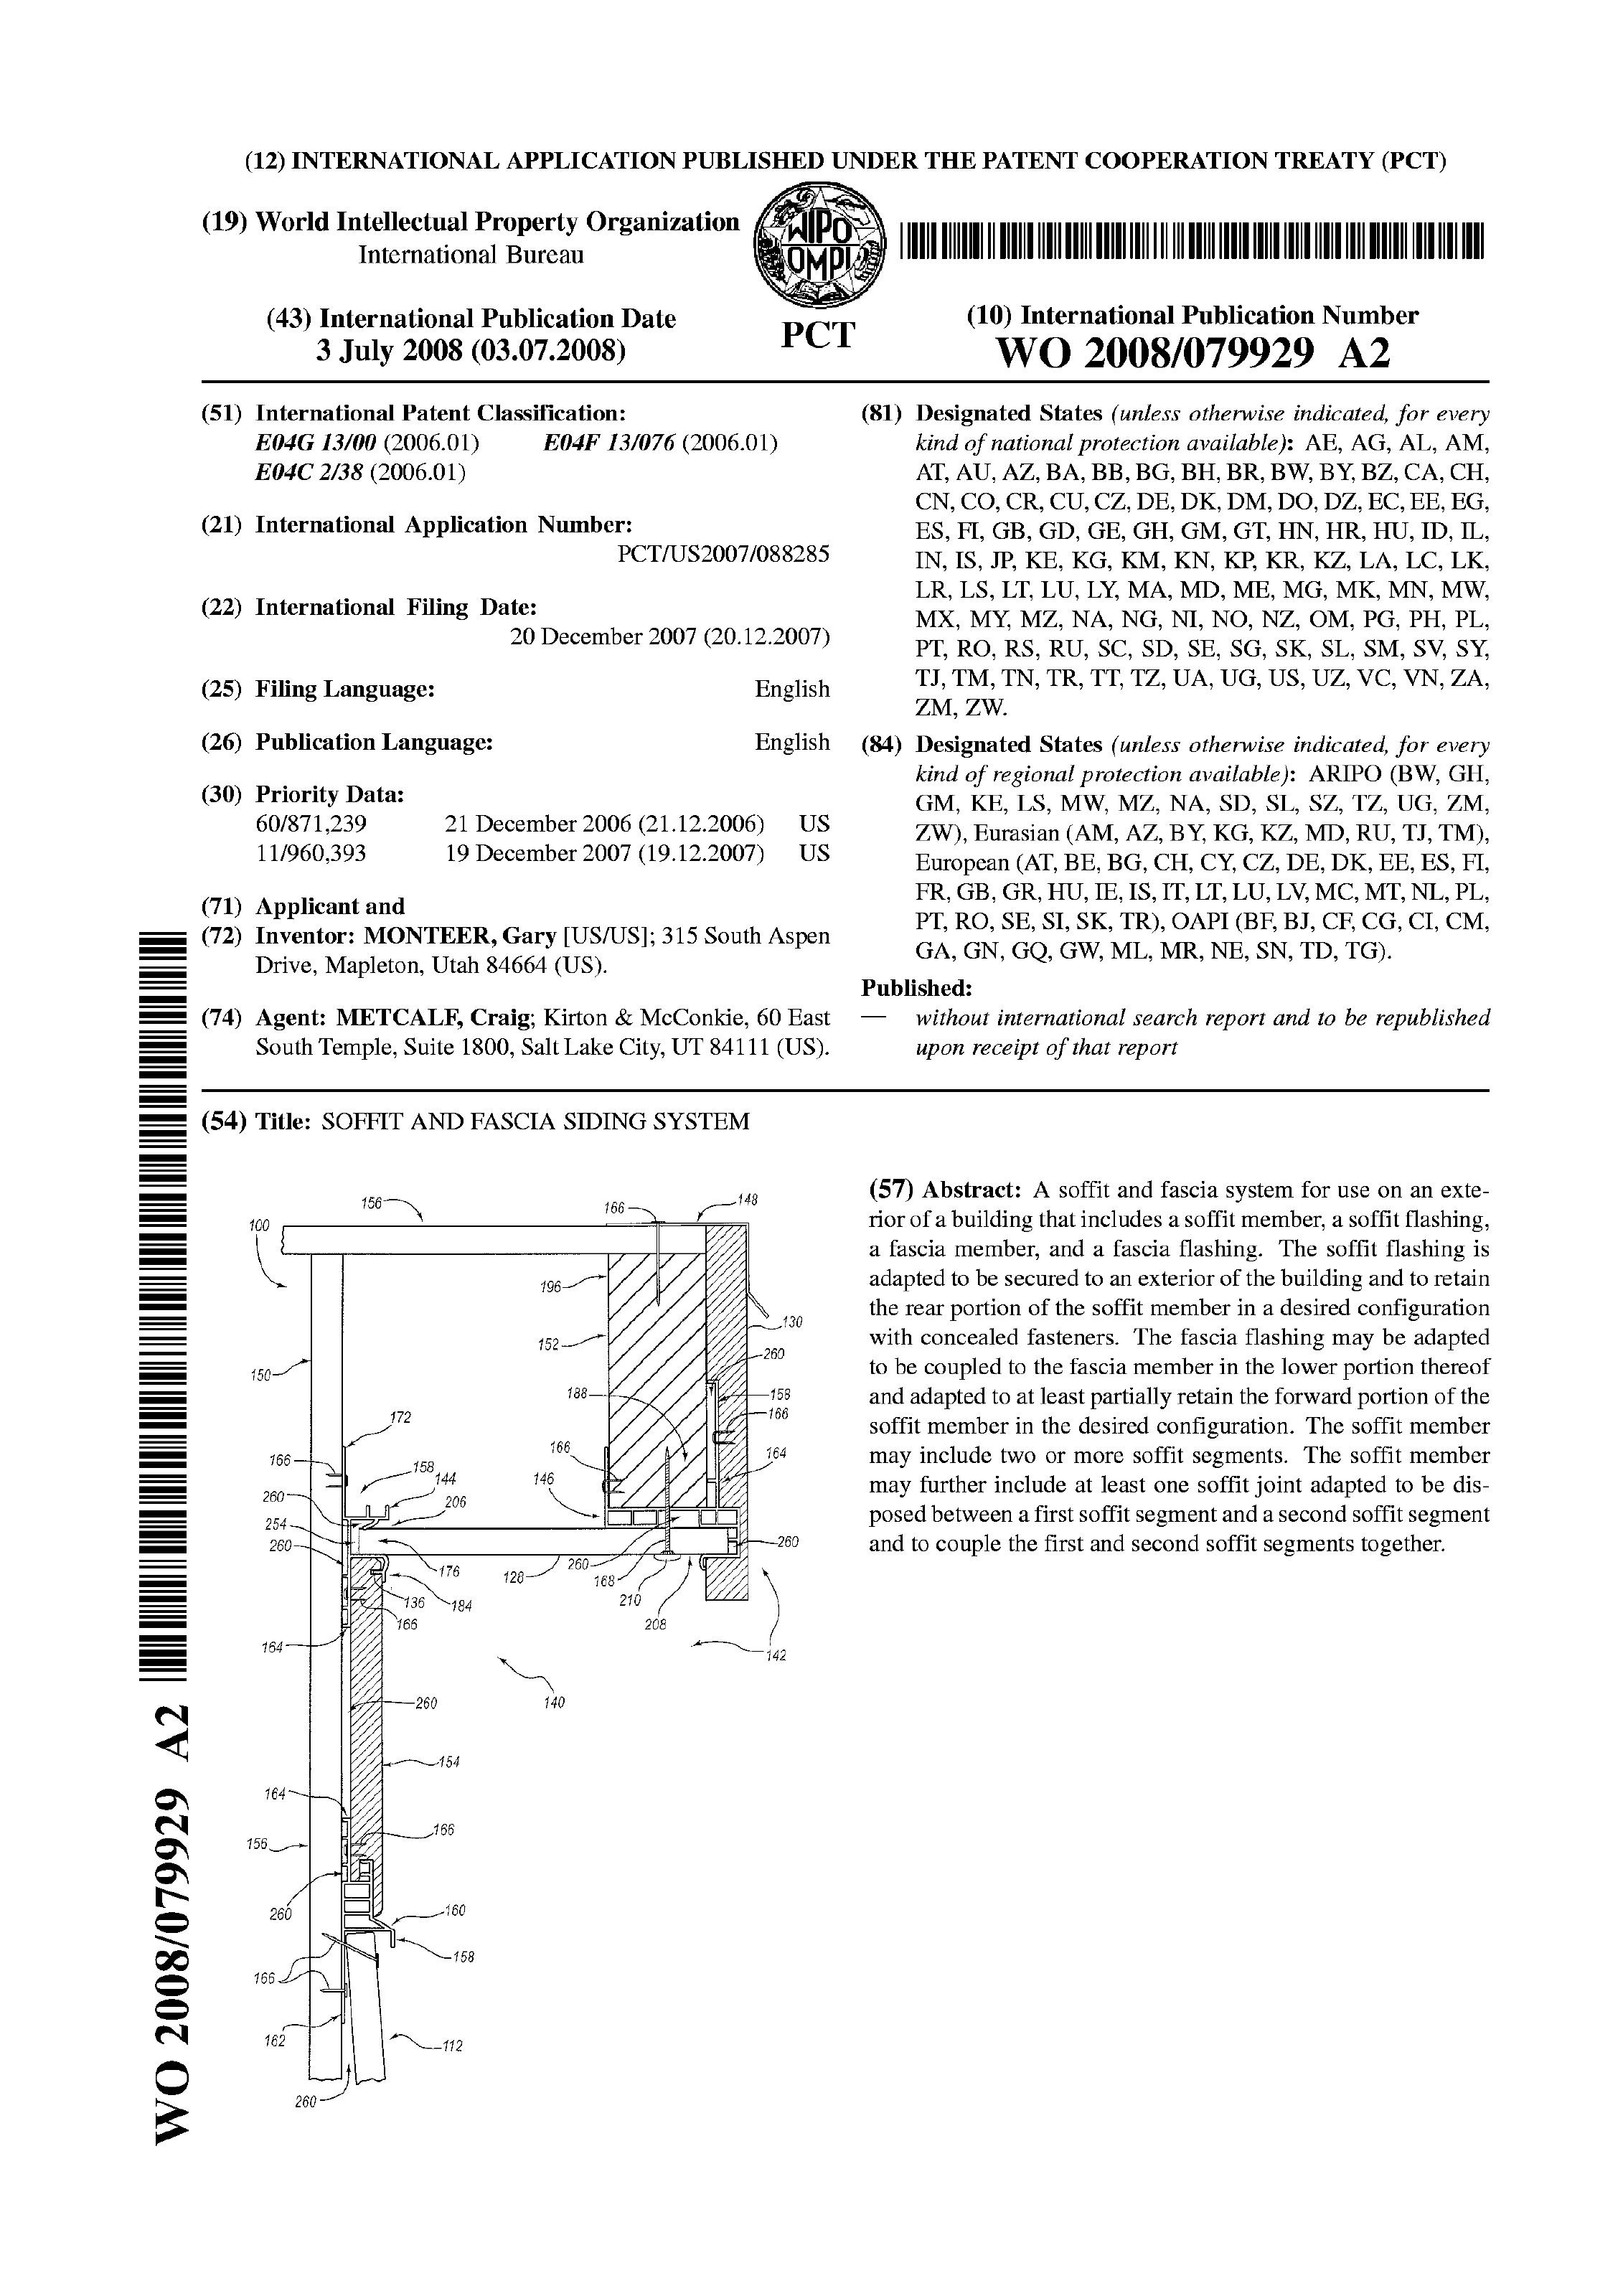 (12) INTERNATIONAL APPLICATION PUBLISHED UNDER THE PATENT COOPERATION TREATY (PCT)
(19) World Intellectual Property Organization
International Bureau
WIPO
OMPI
PCT
(43) International Publication Date
3 July 2008 (03.07.2008)
(10) International Publication Number
WO 2008/079929 A2
(51) International Patent Classification:
E04G 13/00 (2006.01) E04F 13/076 (2006.01)
E04C 2/38 (2006.01)
(21) International Application Number:
PCT/US2007/088285
(22) International Filing Date:
20 December 2007 (20.12.2007)
(25) Filing Language: English
(26) Publication Language: English
(30) Priority Data:
60/871,239 21 December 2006 (21.12.2006) US
11/960,393 19 December 2007 (19.12.2007) US
(71) Applicant and
(72) Inventor: MONTEER, Gary [US/US]; 315 South Aspen
Drive, Mapleton, Utah 84664 (US).
(74) Agent: METCALF, Craig; Kirton & McConkie, 60 East
South Temple, Suite 1800, Salt Lake City, UT 84111 (US).
(81) Designated States (unless otherwise indicated, for every
kind of national protection available): AE, AG, AL, AM,
AT, AU, AZ, BA, BB, BG, BH, BR, BW, BY, BZ, CA, CH,
CN, CO, CR, CU, CZ, DE, DK, DM, DO, DZ, EC, EE, EG,
ES, FI, GB, GD, GE, GH, GM, GT, HN, HR, HU, ID, IL,
IN, IS, JP, KE, KG, KM, KN, KP, KR, KZ, LA, LC, LK,
LR, LS, LT, LU, LY, MA, MD, ME, MG, MK, MN, MW,
MX, MY, MZ, NA, NG, NI, NO, NZ, OM, PG, PH, PL,
PT, RO, RS, RU, SC, SD, SE, SG, SK, SL, SM, SV, SY,
TJ, TM, TN, TR, TT, TZ, UA, UG, US, UZ, VC, VN, ZA,
ZM, ZW.
(84) Designated States (unless otherwise indicated, for every
kind of regional protection available): ARIPO (BW, GH,
GM, KE, LS, MW, MZ, NA, SD, SL, SZ, TZ, UG, ZM,
ZW), Eurasian (AM, AZ, BY, KG, KZ, MD, RU, TJ, TM),
European (AT, BE, BG, CH, CY, CZ, DE, DK, EE, ES, FI,
FR, GB, GR, HU, IE, IS, IT, LT, LU, LV, MC, MT, NL, PL,
PT, RO, SE, SI, SK, TR), OAPI (BF, BJ, CF, CG, CI, CM,
GA, GN, GQ, GW, ML, MR, NE, SN, TD, TG).
Published:
— without international search report and to be republished
upon receipt of that report
(54) Title: SOFFIT AND FASCIA SIDING SYSTEM
156
166
148
100
196
130
152
260
150
188
158
172
166
166
166
158
146
164
144
260
206
254
260
260
260
176
128
168
136
184
210
166
208
164
142
140
260
154
164
166
156
260
160
158
166
162
112
260
(57) Abstract: A soffit and fascia system for use on an exte-
rior of a building that includes a soffit member, a soffit flashing,
a fascia member, and a fascia flashing. The soffit flashing is
adapted to be secured to an exterior of the building and to retain
the rear portion of the soffit member in a desired configuration
with concealed fasteners. The fascia flashing may be adapted
to be coupled to the fascia member in the lower portion thereof
and adapted to at least partially retain the forward portion of the
soffit member in the desired configuration. The soffit member
may include two or more soffit segments. The soffit member
may further include at least one soffit joint adapted to be dis-
posed between a first soffit segment and a second soffit segment
and to couple the first and second soffit segments together.
WO 2008/079929 A2